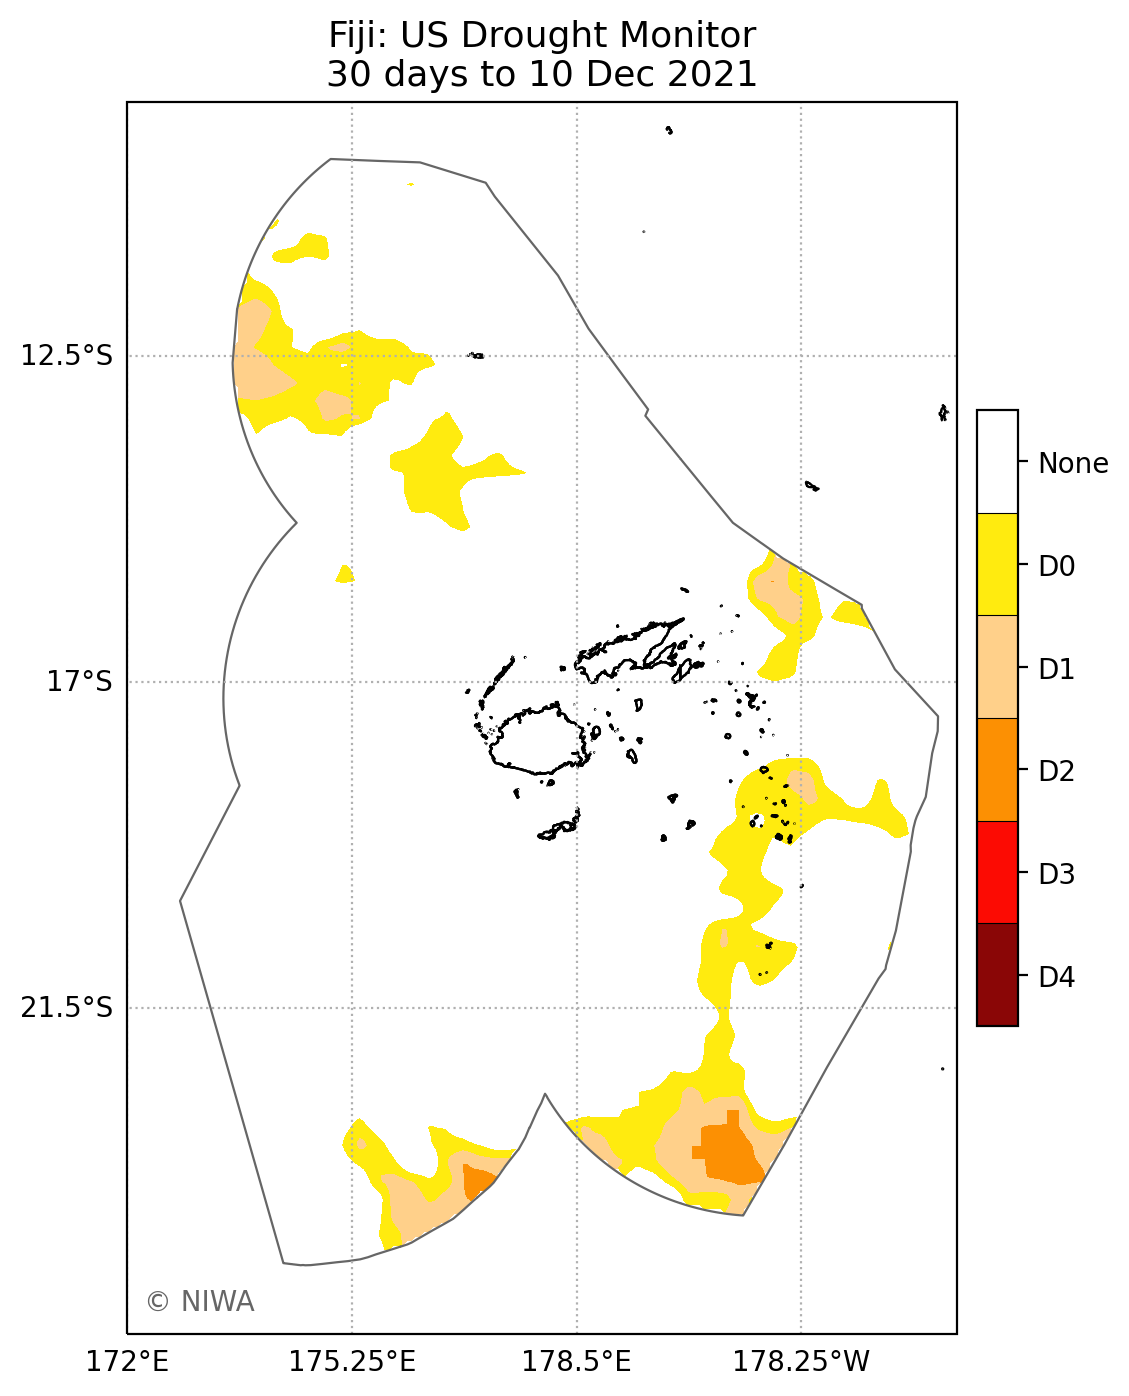 Fiji: US Drought Monitor
30 days to 10 Dec 2021
12.5°S
17°S
21.5°S
172°E
175.25°E
178.5°E
178.25°W
None
D0
D1
D2
D3
D4
© NIWA